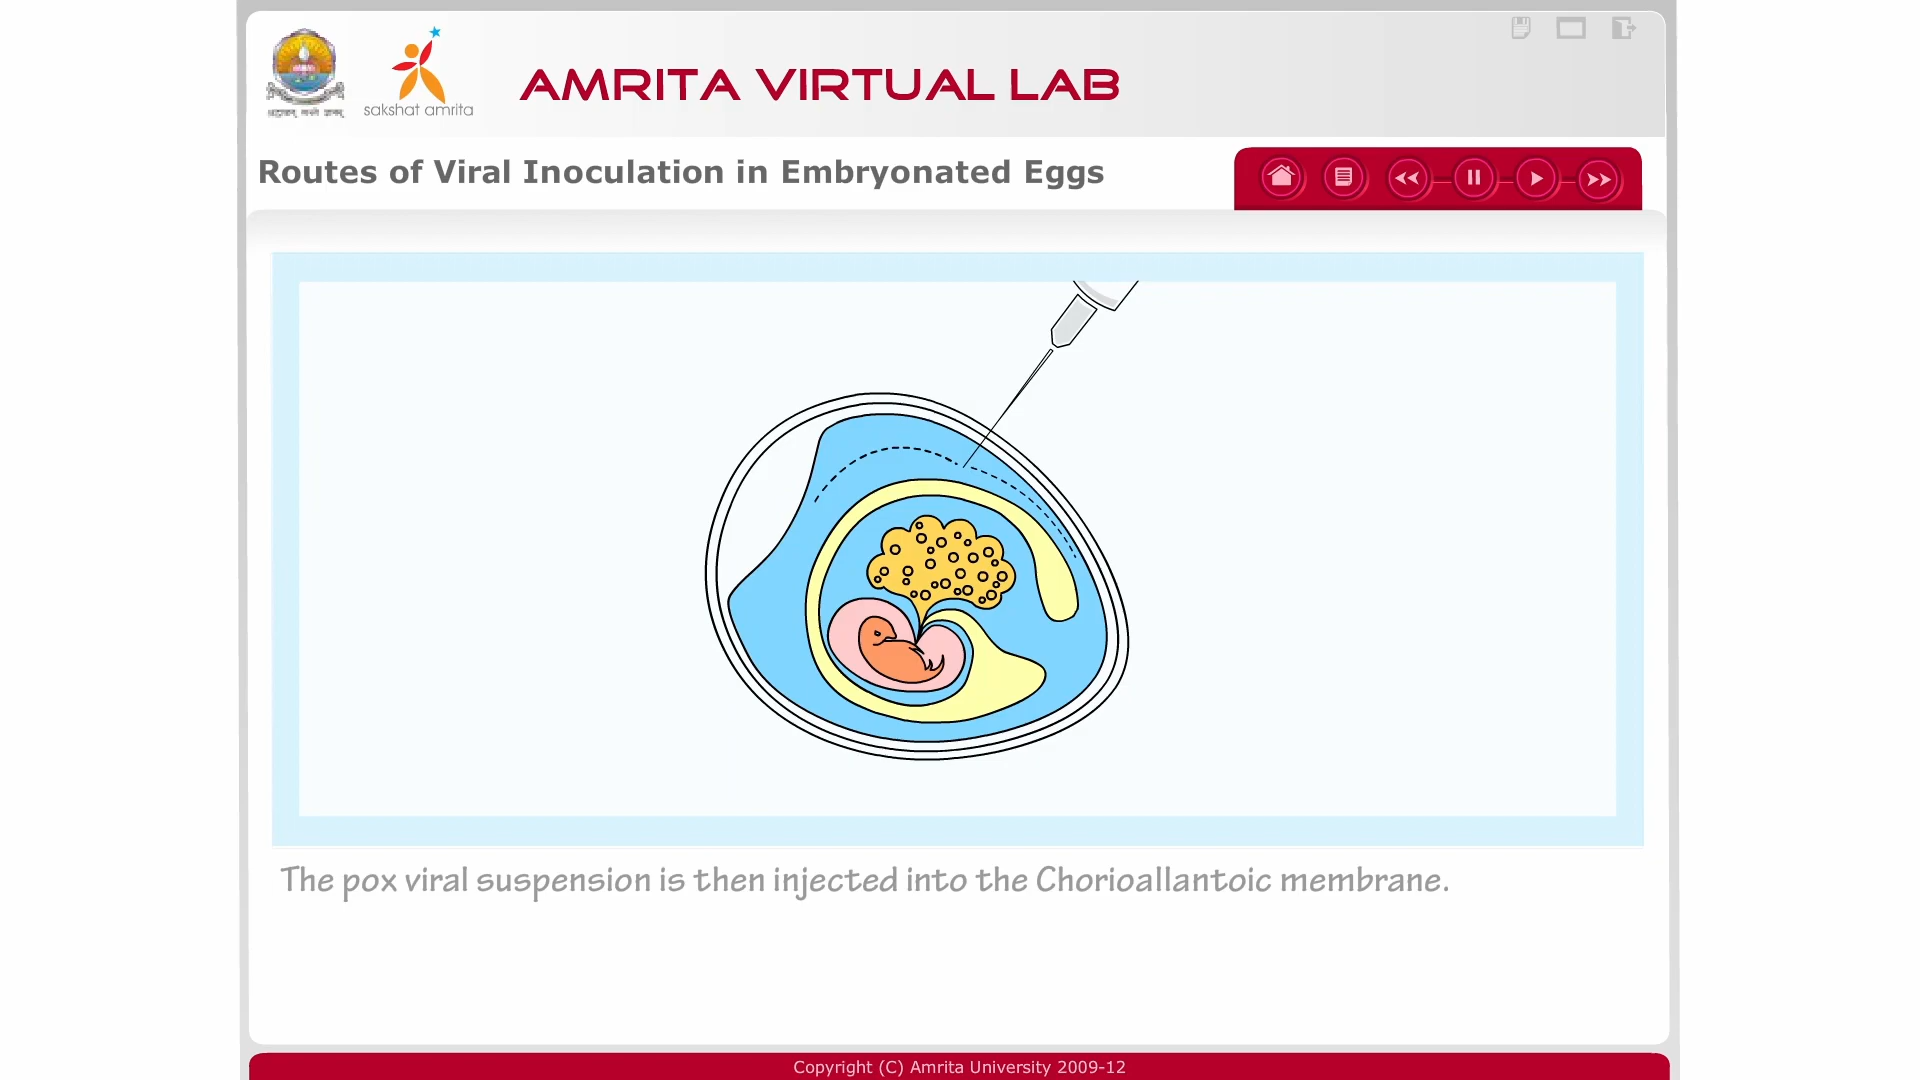 sakshat amrita
AMRITA VIRTUAL LAB
Routes of Viral Inoculation in Embryonated Eggs
The pox viral suspension is then injected into the Chorioallantoic membrane.
Copyright (C) Amrita University 2009-12